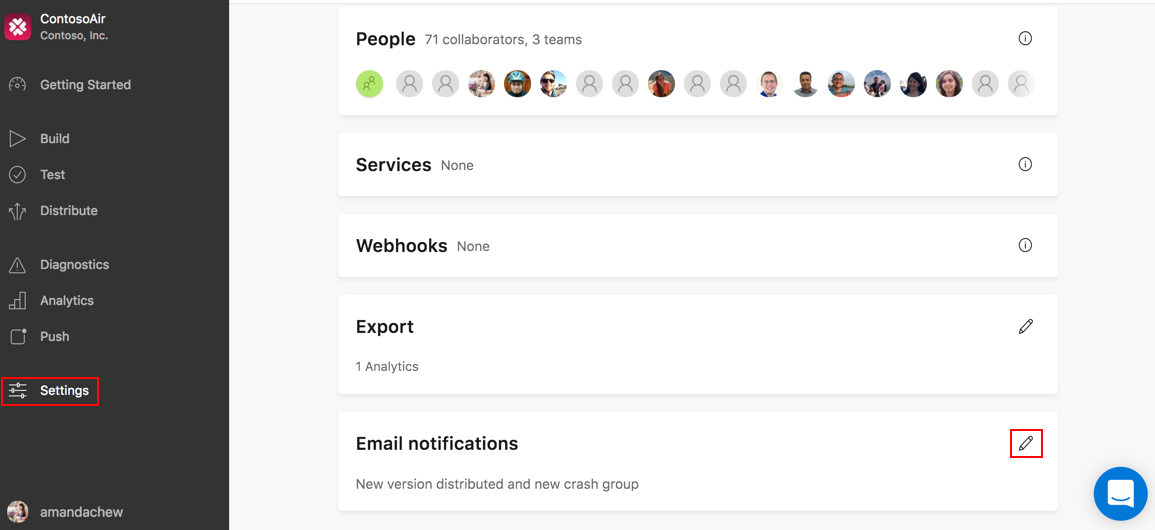 ContosoAir
Contoso, Inc.
Getting Started
Build
Test
Distribute
Diagnostics
Analytics
Push
Settings
amandachew
People 71 collaborators, 3 teams
Services None
Webhooks None
Export
1 Analytics
Email notifications
New version distributed and new crash group